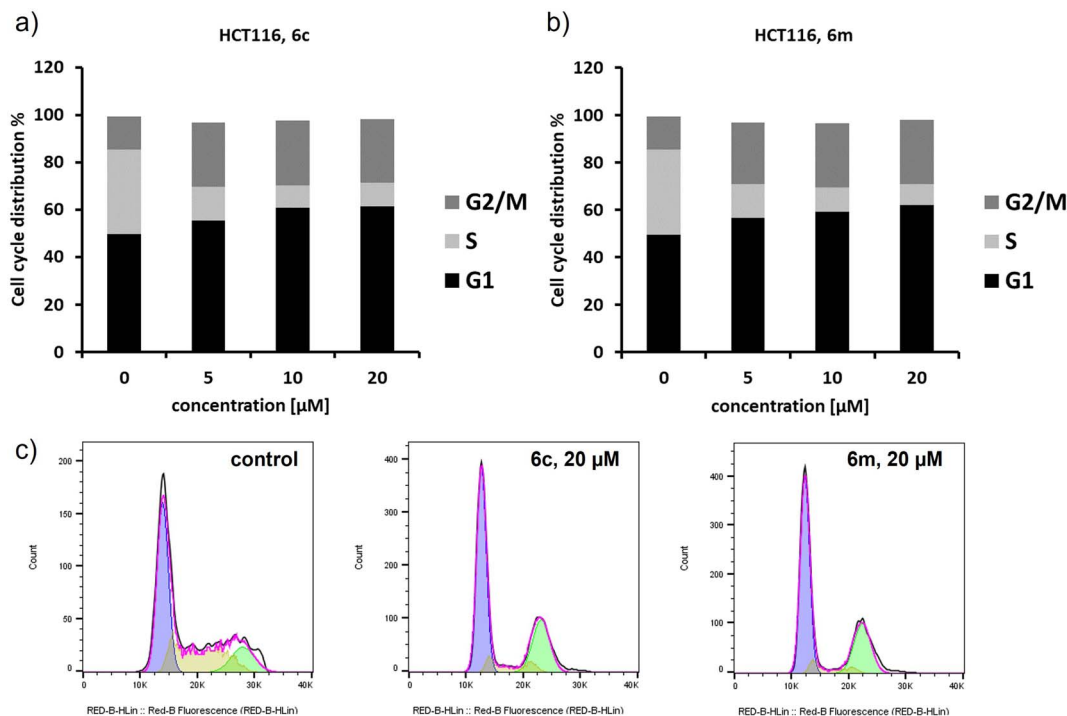 a)
HCT116, 6c
120
100
80
60
40
20
0
Cell cycle distribution %
0 5 10 20
concentration [µM]
G2/M
S
G1
b)
HCT116, 6m
120
100
80
60
40
20
0
Cell cycle distribution %
0 5 10 20
concentration [µM]
G2/M
S
G1
c)
control
200
150
100
50
0
Count
0 10K 20K 30K 40K
RED-B-HLin :: Red-B Fluorescence (RED-B-HLin)
6c, 20 µM
400
300
200
100
0
Count
0 10K 20K 30K 40K
RED-B-HLin :: Red-B Fluorescence (RED-B-HLin)
6m, 20 µM
400
300
200
100
0
Count
0 10K 20K 30K 40K
RED-B-HLin :: Red-B Fluorescence (RED-B-HLin)